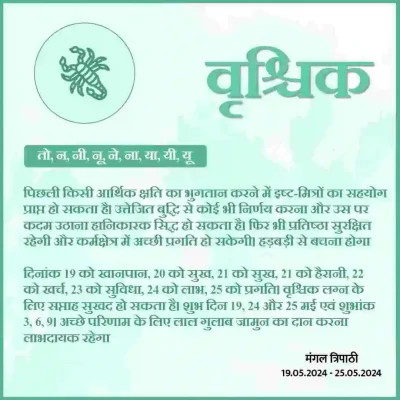 वृश्चिक
तो, न, नी, नू, ने, ना, या, यी, यू
पिछली किसी आर्थिक क्षति का भुगतान करने में इष्ट-मित्रों का सहयोग
प्राप्त हो सकता है। उत्तेजित बुद्धि से कोई भी निर्णय करना और उस पर
कदम उठाना हानिकारक सिद्ध हो सकता है। फिर भी प्रतिष्ठा सुरक्षित
रहेगी और कर्मक्षेत्र में अच्छी प्रगति हो सकेगी। हड़बड़ी से बचना होगा
दिनांक 19 को खानपान, 20 को सुख, 21 को सुख, 21 को हैरानी, 22
को खर्च, 23 को सुविधा, 24 को लाभ, 25 को प्रगति। वृश्चिक लग्न के
लिए सप्ताह सुखद हो सकता है। शुभ दिन 19, 24 और 25 मई एवं शुभांक
3, 6, 9। अच्छे परिणाम के लिए लाल गुलाब जामुन का दान करना
लाभदायक रहेगा
मंगल त्रिपाठी
19.05.2024 - 25.05.2024